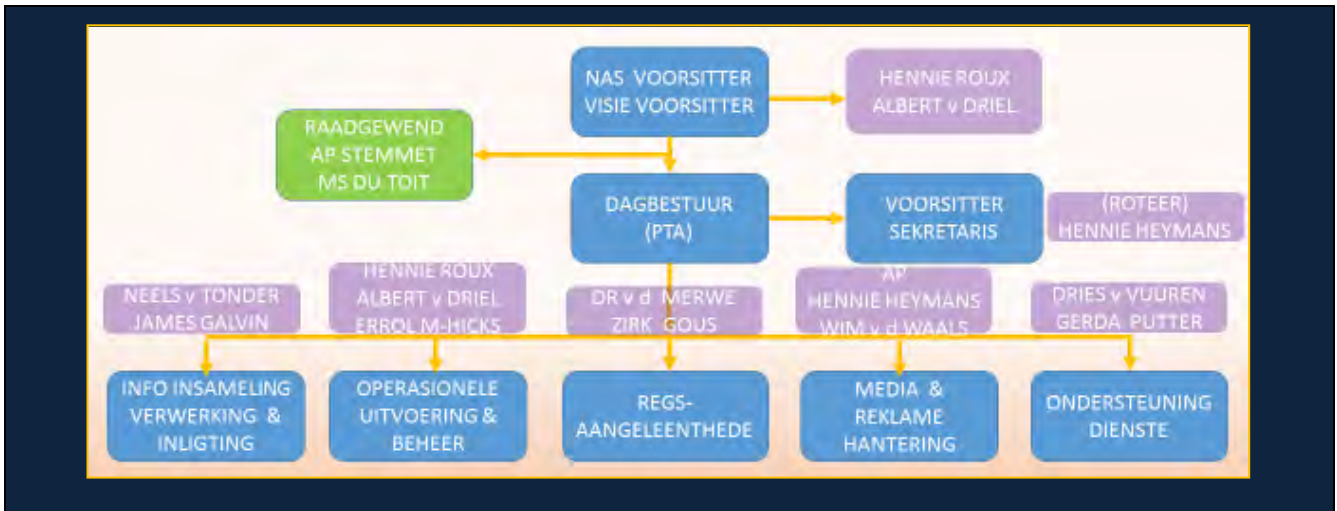 NAS VOORSITTER
VISIE VOORSITTER
HENNIE ROUX
ALBERT v DRIEL
RAADGEWEND
AP STEMMET
MS DU TOIT
DAGBESTUUR
(PTA)
VOORSITTER
SEKRETARIS
(ROTEER)
HENNIE HEYMANS
NEELS v TONDER
JAMES GALVIN
HENNIE ROUX
ALBERT v DRIEL
ERROL M-HICKS
DR v d MERWE
ZIRK GOUS
AP
HENNIE HEYMANS
WIM v d WAALS
DRIES v VUUREN
GERDA PUTTER
INFO INSAMELING
VERWERKING &
INLIGTING
OPERASIONELE
UITVOERING &
BEHEER
REGS-
AANGELEENTHEDE
MEDIA &
REKLAME
HANTERING
ONDERSTEUNING
DIENSTE